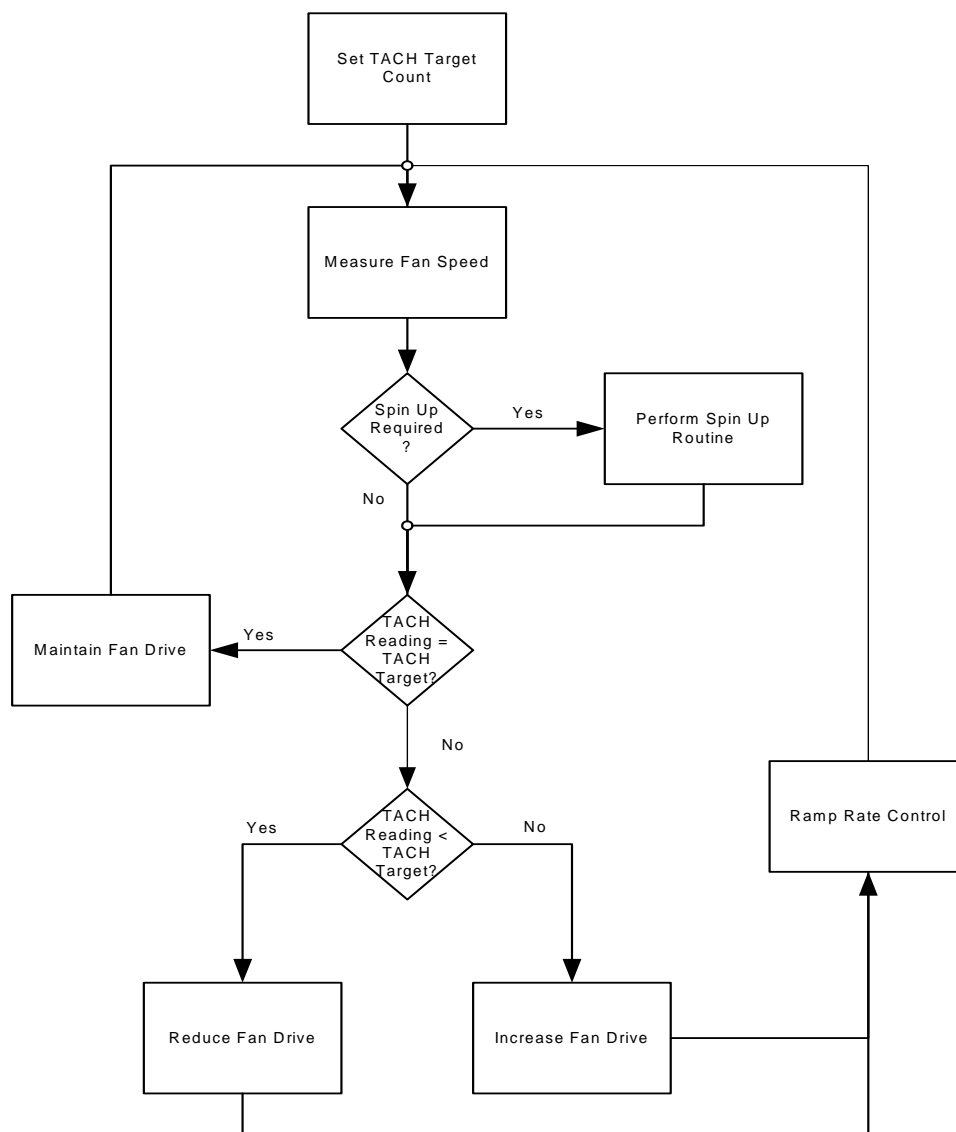 Set TACH Target
Count
Measure Fan Speed
Spin Up
Required
?
Yes
Perform Spin Up
Routine
No
TACH
Reading =
TACH
Target?
Yes
Maintain Fan Drive
No
TACH
Reading <
TACH
Target?
Yes
No
Ramp Rate Control
Reduce Fan Drive
Increase Fan Drive